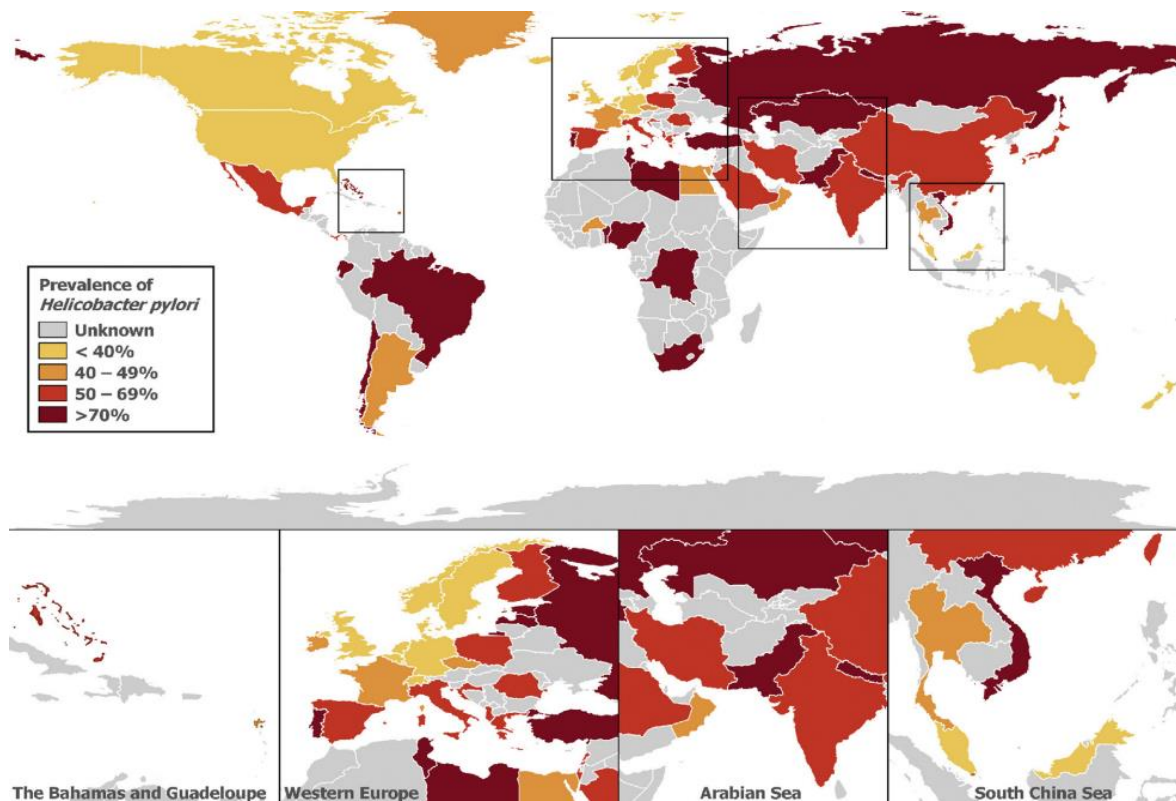 Prevalence of
Helicobacter pylori
Unknown
< 40%
40 – 49%
50 – 69%
>70%
The Bahamas and Guadeloupe
Western Europe
Arabian Sea
South China Sea